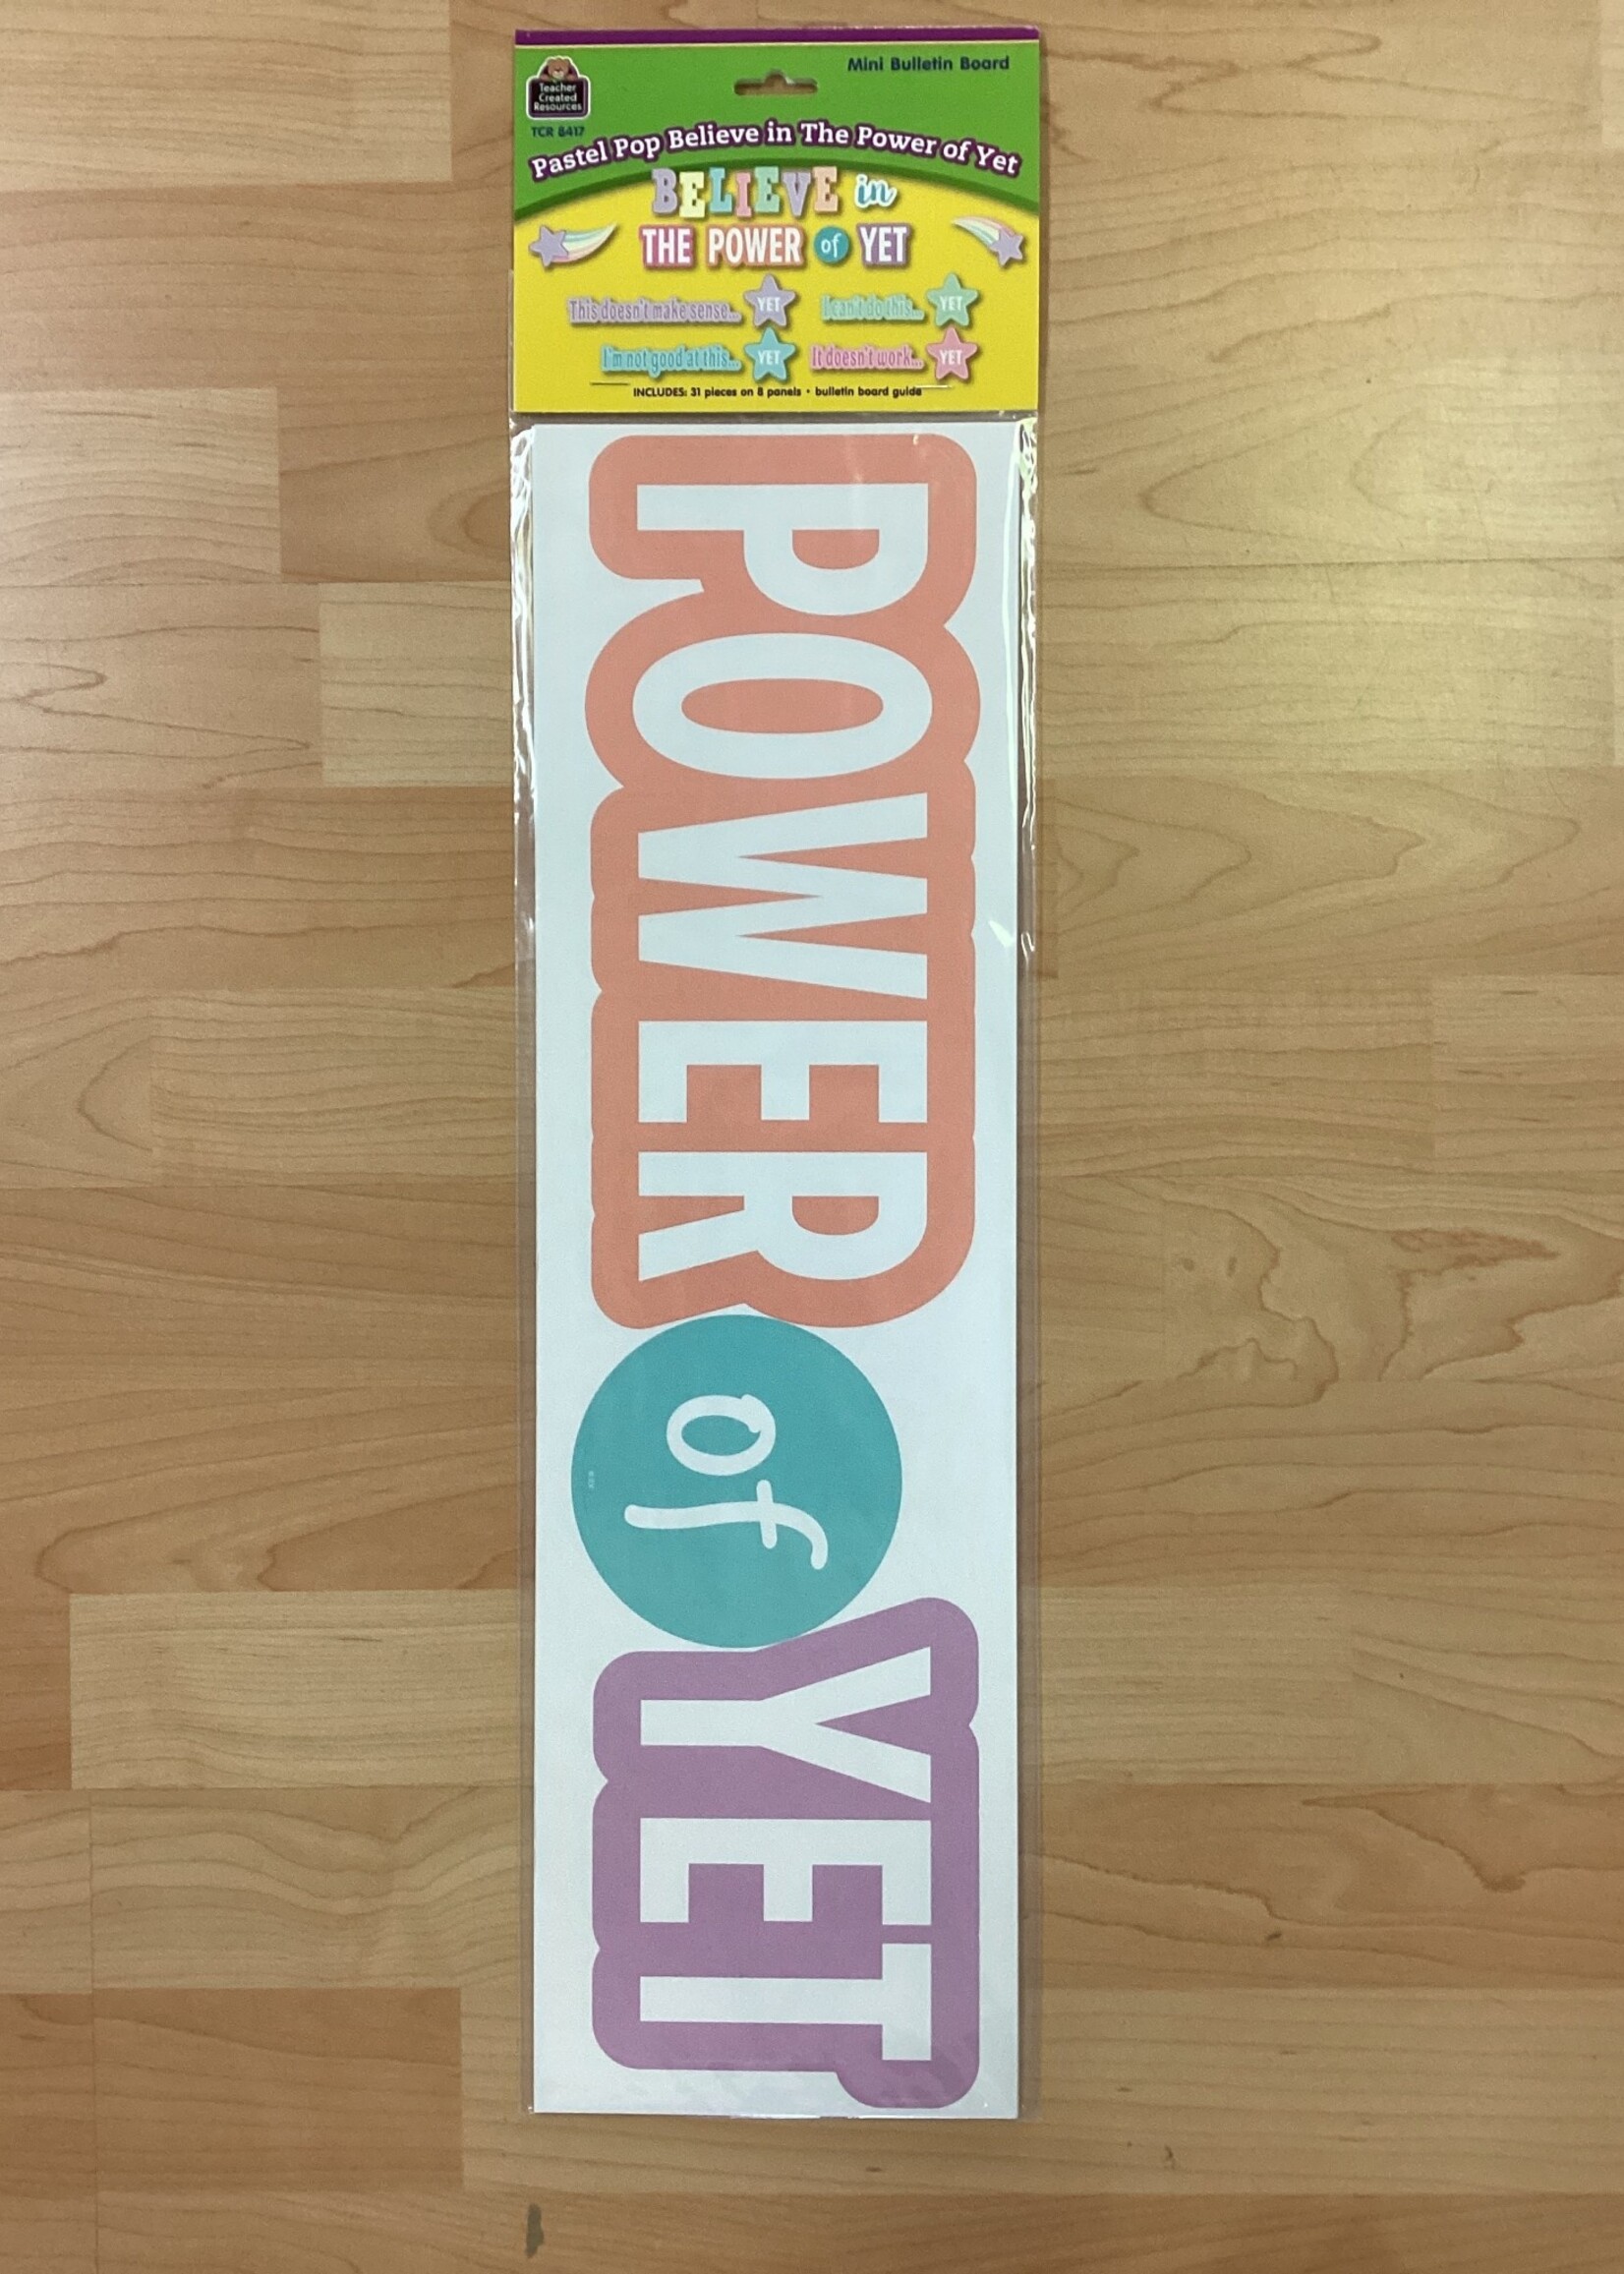 Mini Bulletin Board
Teacher
Created
Resources
TCR 8417
Pastel Pop Believe in The Power of Yet
BELIEVE in
THE POWER of YET
This doesn't make sense... YET
I can't do this... YET
I'm not good at this... YET
It doesn't work... YET
INCLUDES: 31 pieces on 8 panels • bulletin board guide
POWER of YET